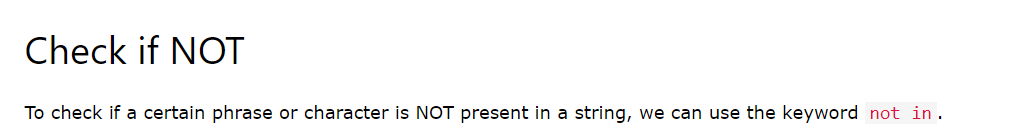 Check if NOT
To check if a certain phrase or character is NOT present in a string, we can use the keyword not in.